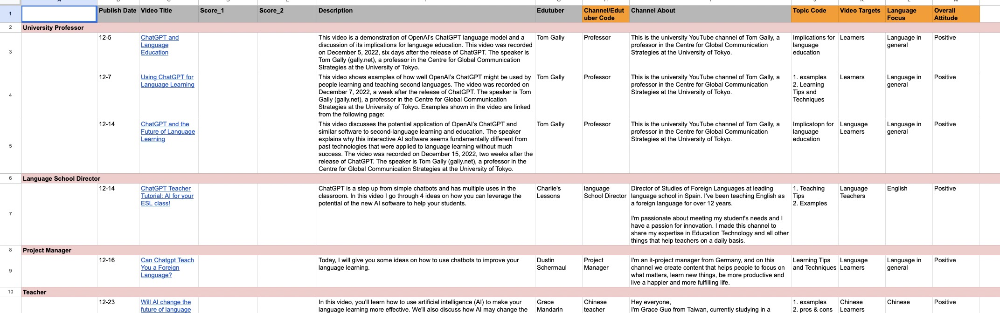 Publish Date Video Title Score_1 Score_2 Description Edutuber Channel/Edut Channel About Topic Code Video Targets Language Overall
1 uber Code Focus Attitude
2 University Professor
3
12-5
ChatGPT and
Language
Education
This video is a demonstration of OpenAI's ChatGPT language model and a
discussion of its implications for language education. This video was recorded
on December 5, 2022, six days after the release of ChatGPT. The speaker is
Tom Gally (gally.net), a professor in the Centre for Global Communication
Strategies at the University of Tokyo.
Tom Gally
Professor
This is the university YouTube channel of Tom Gally, a
professor in the Centre for Global Communication
Strategies at the University of Tokyo.
Implications for
language
education
Learners
Language in
general
Positive
4
12-7
Using ChatGPT for
Language Learning
This video shows examples of how well OpenAI's ChatGPT might be used by
people learning and teaching second languages. The video was recorded on
December 7, 2022, a week after the release of ChatGPT. The speaker is Tom
Gally (gally.net), a professor in the Centre for Global Communication
Strategies at the University of Tokyo. Examples shown in the video are linked
from the following page:
Tom Gally
Professor
This is the university YouTube channel of Tom Gally, a
professor in the Centre for Global Communication
Strategies at the University of Tokyo.
1. examples
2. Learning
Tips and
Techniques
Learners
Language in
general
Positive
5
12-14
ChatGPT and the
Future of Language
Learning
This video discusses the potential application of OpenAI's ChatGPT and
similar software to second-language learning and education. The speaker
explains why this interactive AI software seems fundamentally different from
past technologies that were applied to language learning without much
success. The video was recorded on December 15, 2022, two weeks after the
release of ChatGPT. The speaker is Tom Gally (gally.net), a professor in the
Centre for Global Communication Strategies at the University of Tokyo.
Tom Gally
Professor
This is the university YouTube channel of Tom Gally, a
professor in the Centre for Global Communication
Strategies at the University of Tokyo.
Implicatopn for
language
education
Language
Learners
Language in
general
Positive
6 Language School Director
7
12-14
ChatGPT Teacher
Tutorial: AI for your
ESL class!
ChatGPT is a step up from simple chatbots and has multiple uses in the
classroom. In this video I go through 4 ideas on how you can leverage the
potential of the new AI software to help your students.
Charlie's
Lessons
language
School Director
Director of Studies of Foreign Languages at leading
language school in Spain. I've been teaching English as
a foreign language for over 12 years.
I'm passionate about meeting my student's needs and I
have a passion for innovation. I made this channel to
share my expertise in Education Technology and all other
things that help teachers on a daily basis.
1. Teaching
Tips
2. Examples
Language
Teachers
English
Positive
8 Project Manager
9
12-16
Can Chatgpt Teach
You a Foreign
Language?
Today, I will give you some ideas on how to use chatbots to improve your
language learning.
Dustin
Schermaul
Project
Manager
I'm an it-project manager from Germany, and on this
channel we create content that helps people to focus on
what matters, learn new things, be more productive and
live a happier and more fulfilling life.
Learning Tips
and Techniques
Language
Learners
Language in
general
Positive
10 Teacher
12-23
Will AI change the
future of language
In this video, you'll learn how to use artificial intelligence (AI) to make your
language learning more effective. We'll also discuss how AI may change the
Grace
Mandarin
Chinese
teacher
Hey everyone,
I'm Grace Guo from Taiwan, currently studying in a
1. examples
2. pros & cons
Chinese
Learners
Chinese
Positive